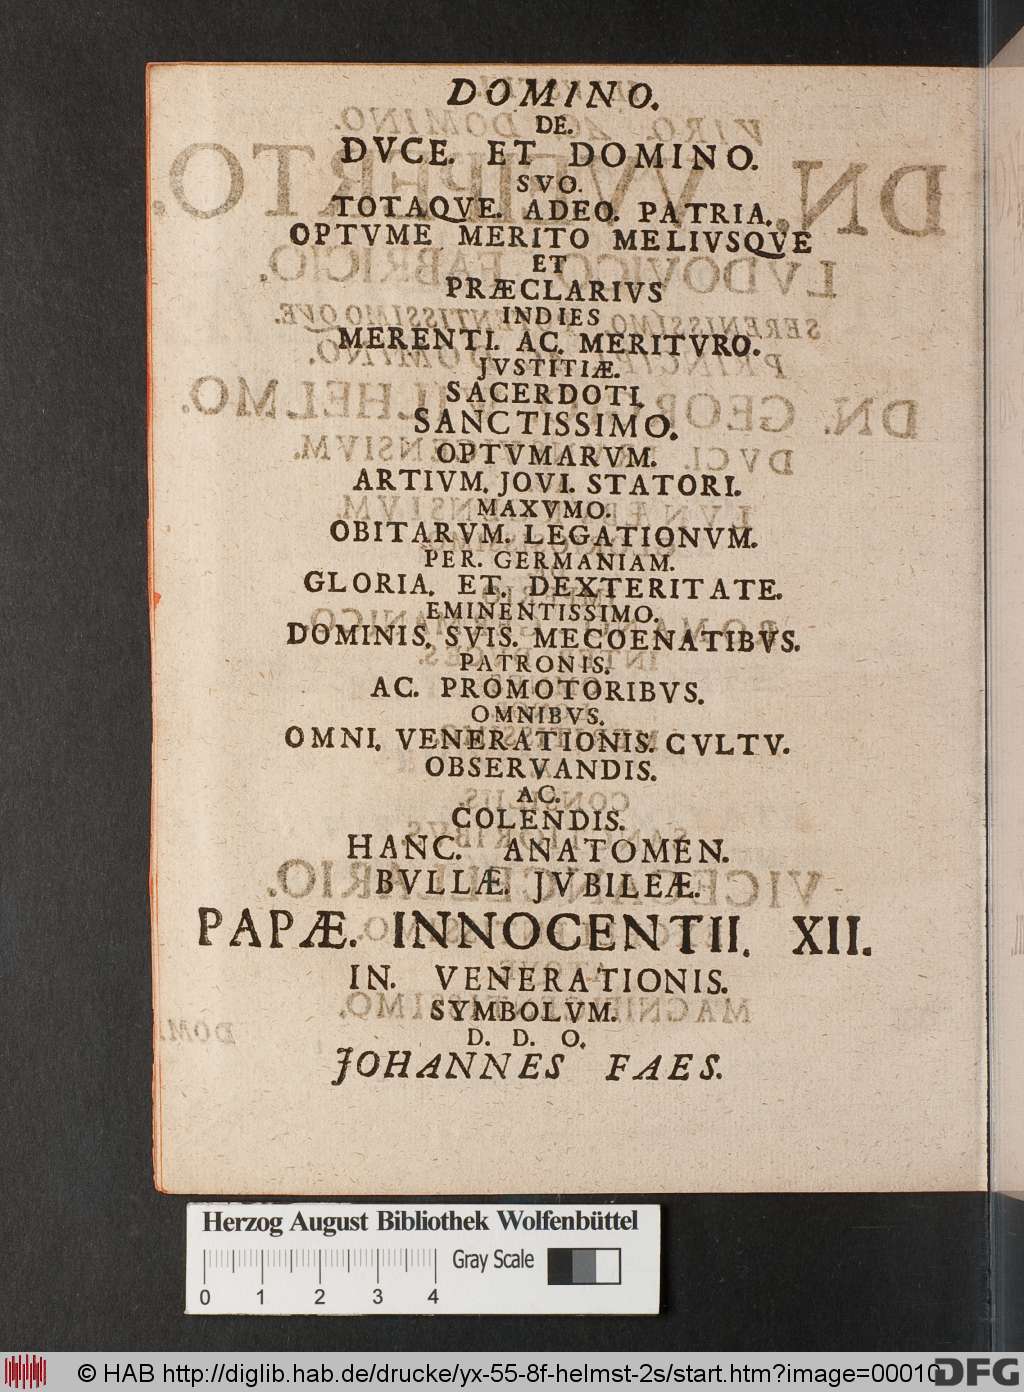 DOMINO.
DE.
DVCE. ET DOMINO.
SVO.
TOTAQVE. ADEO. PATRIA.
OPTVME MERITO MELIVSQVE
ET
PRÆCLARIVS
INDIES
MERENTI. AC. MERITVRO.
JVSTITIÆ.
SACERDOTI.
SANCTISSIMO.
OPTVMARVM.
ARTIVM. JOVI. STATORI.
MAXVMO.
OBITARVM. LEGATIONVM.
PER. GERMANIAM.
GLORIA. ET. DEXTERITATE.
EMINENTISSIMO.
DOMINIS. SVIS. MECOENATIBVS.
PATRONIS.
AC. PROMOTORIBVS.
OMNIBVS.
OMNI. VENERATIONIS. CVLTV.
OBSERVANDIS.
AC.
COLENDIS.
HANC. ANATOMEN.
BVLLÆ. JVBILEÆ.
PAPÆ. INNOCENTII. XII.
IN. VENERATIONIS.
SYMBOLVM.
D. D. O.
JOHANNES FAES.
Herzog August Bibliothek Wolfenbüttel
Gray Scale
0 1 2 3 4
© HAB http://diglib.hab.de/drucke/yx-55-8f-helmst-2s/start.htm?image=00010
DFG